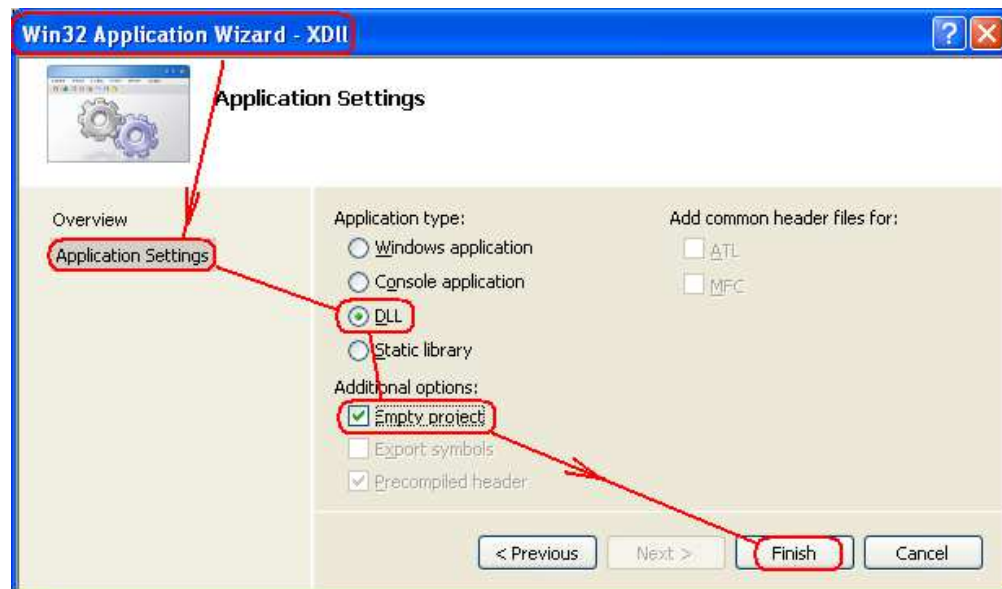 Win32 Application Wizard - XDll
Application Settings
Overview
Application Settings
Application type:
Windows application
Console application
DLL
Static library
Additional options:
Empty project
Export symbols
Precompiled header
Add common header files for:
ATL
MFC
< Previous
Next >
Finish
Cancel